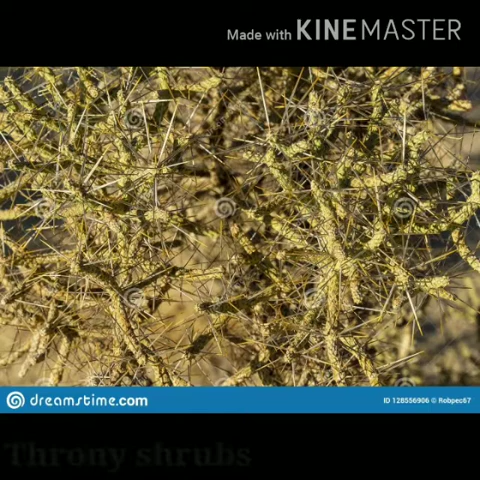 Made with KINEMASTER
dreamstime.com
ID 128556906 © Robpec67
Throny shrubs